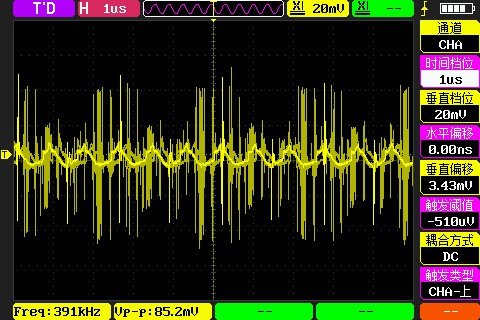 T'D H 1us X1 20mV X1 --
通道
CHA
时间档位
1us
垂直档位
20mV
水平偏移
0.00ns
垂直偏移
3.43mV
触发阈值
-510uV
耦合方式
DC
触发类型
CHA-上
T
Freq:391kHz Vp-p:85.2mV -- -- --